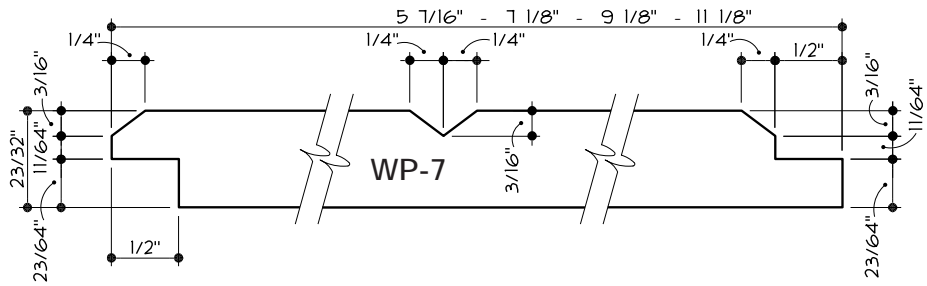 5 7/16" - 7 1/8" - 9 1/8" - 11 1/8"
1/4" 1/4" 1/4" 1/4" 1/2"
3/16" 3/16"
23/32" 11/64" 3/16" 11/64"
WP-7
23/64" 1/2" 23/64"